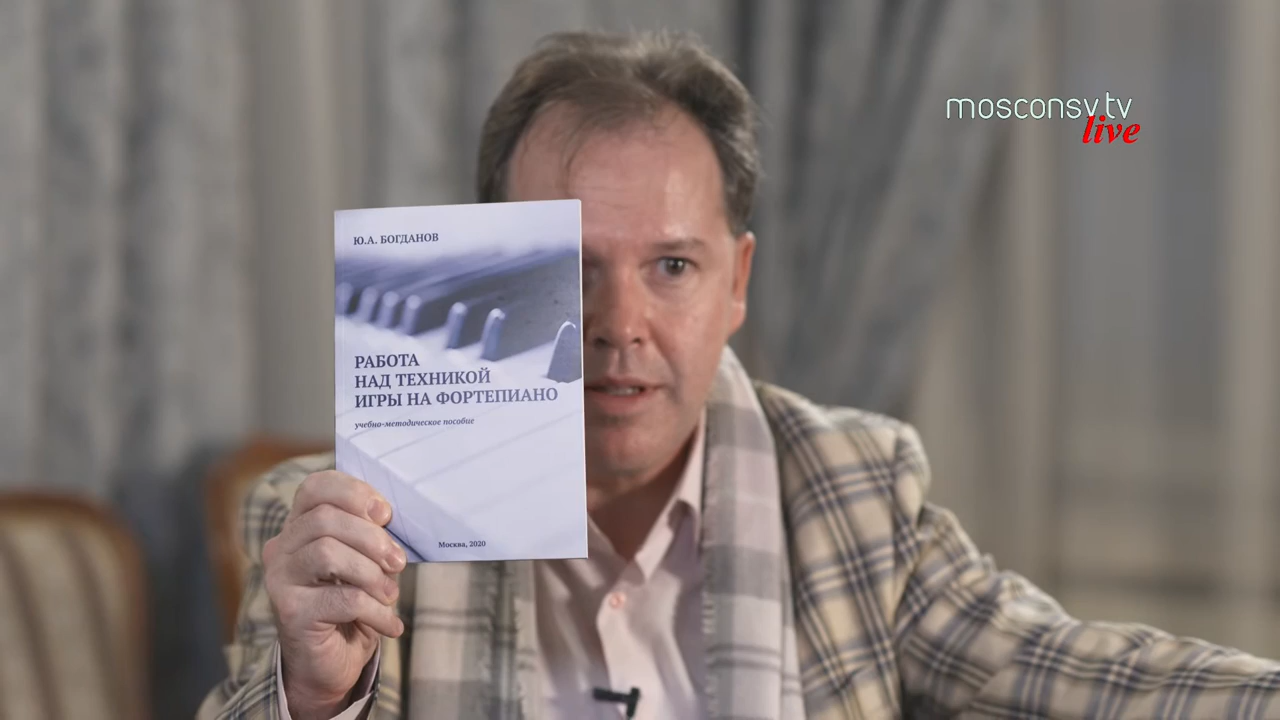 mosconsv.tv
live
Ю.А. БОГДАНОВ
РАБОТА
НАД ТЕХНИКОЙ
ИГРЫ НА ФОРТЕПИАНО
учебно-методическое пособие
Москва, 2020